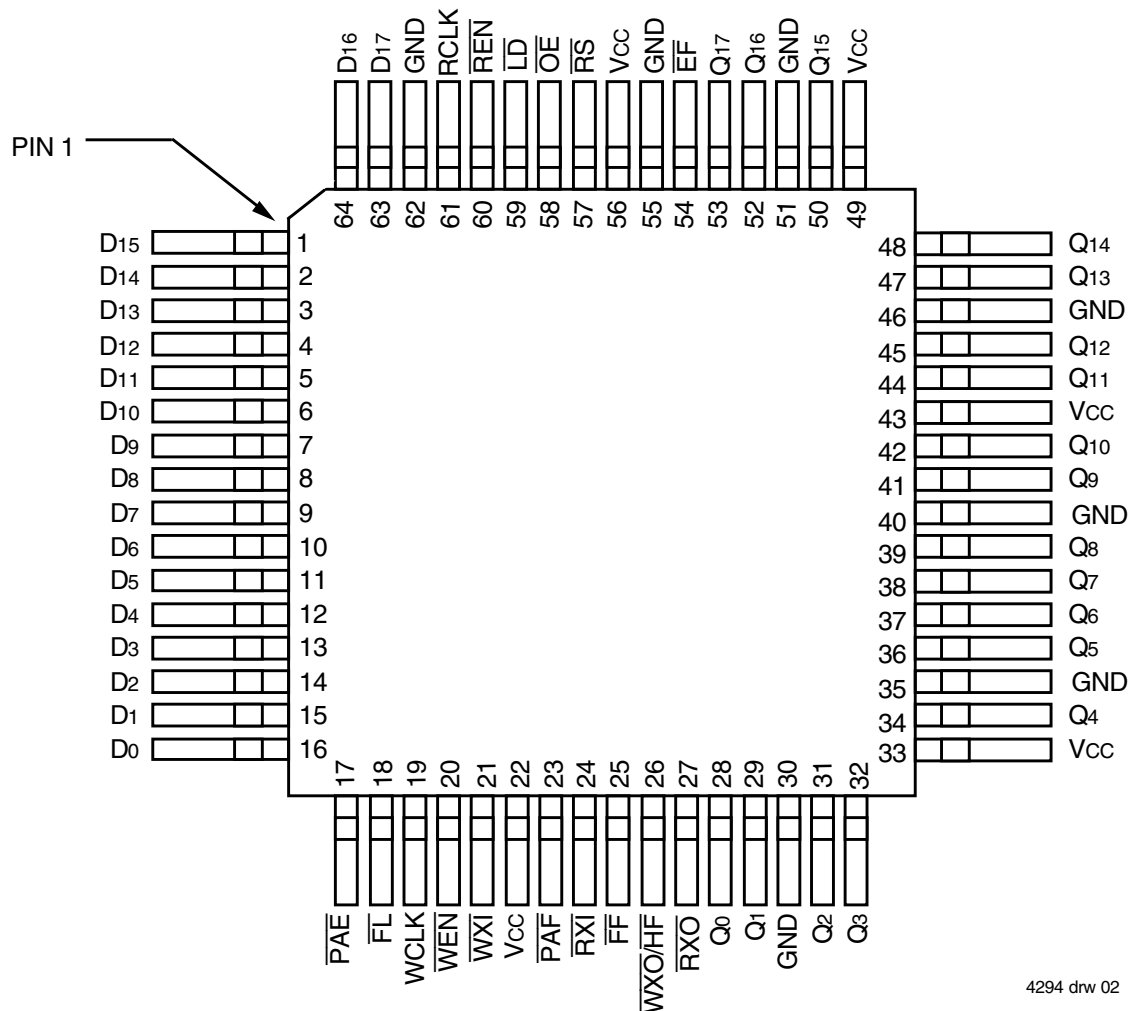 D16
D17
GND
RCLK
REN
LD
OE
RS
VCC
GND
EF
Q17
Q16
GND
Q15
VCC
PIN 1
64
63
62
61
60
59
58
57
56
55
54
53
52
51
50
49
D15 1
D14 2
D13 3
D12 4
D11 5
D10 6
D9 7
D8 8
D7 9
D6 10
D5 11
D4 12
D3 13
D2 14
D1 15
D0 16
48 Q14
47 Q13
46 GND
45 Q12
44 Q11
43 VCC
42 Q10
41 Q9
40 GND
39 Q8
38 Q7
37 Q6
36 Q5
35 GND
34 Q4
33 VCC
17
18
19
20
21
22
23
24
25
26
27
28
29
30
31
32
PAE
FL
WCLK
WEN
WXI
VCC
PAF
RXI
FF
WXO/HF
RXO
Q0
Q1
GND
Q2
Q3
4294 drw 02